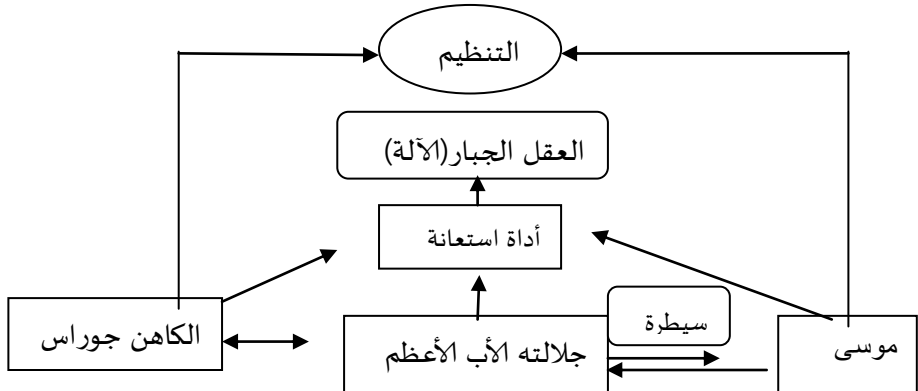 التنظيم
العقل الجبار(الآلة)
أداة استعانة
سيطرة
موسى
جلالته الأب الأعظم
الكاهن جوراس